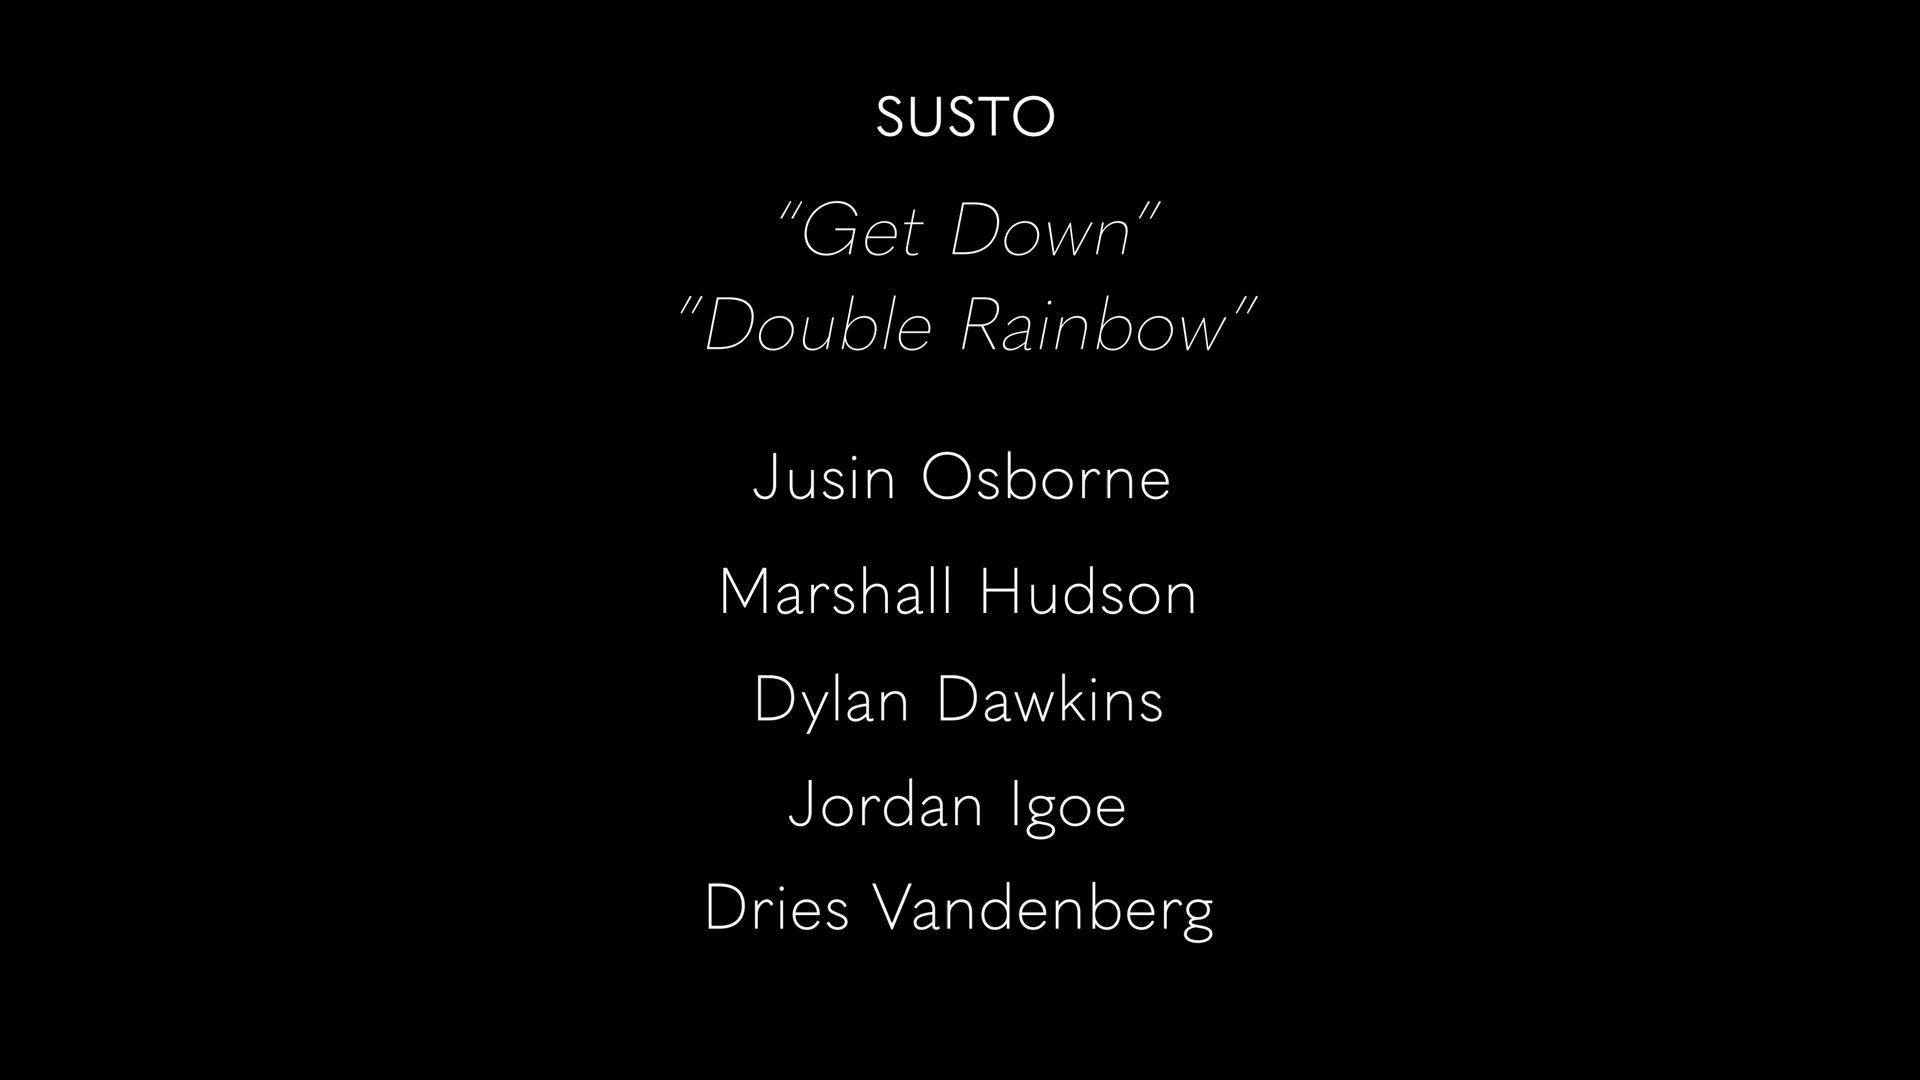 SUSTO
"Get Down"
"Double Rainbow"
Jusin Osborne
Marshall Hudson
Dylan Dawkins
Jordan Igoe
Dries Vandenberg